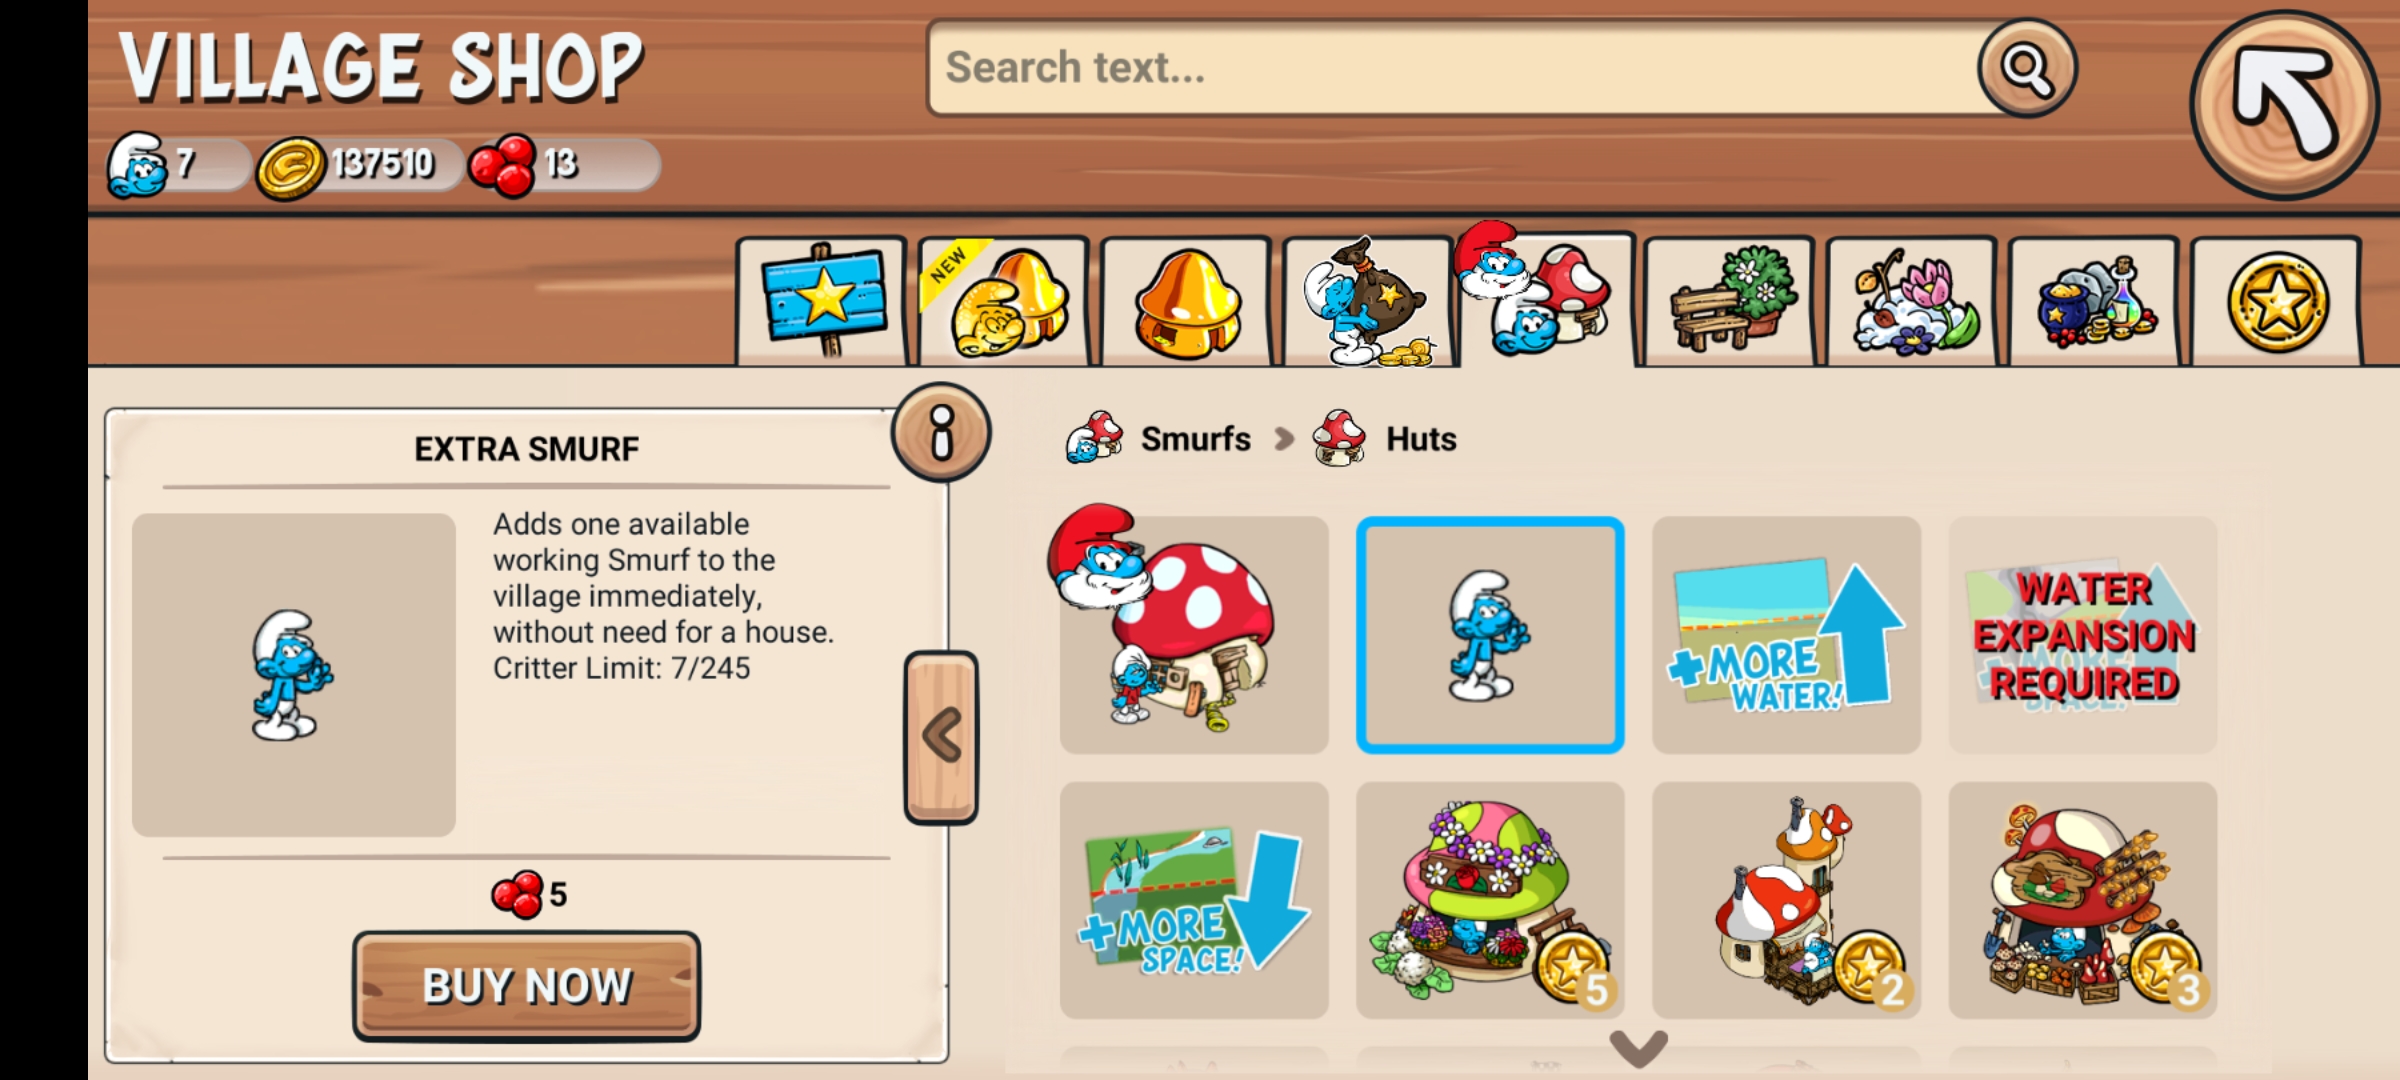 VILLAGE SHOP
Search text...
7
137510
13
NEW
EXTRA SMURF
Adds one available
working Smurf to the
village immediately,
without need for a house.
Critter Limit: 7/245
5
BUY NOW
Smurfs
Huts
+MORE
WATER!
WATER
EXPANSION
REQUIRED
SPACE!
+MORE
SPACE!
5
2
3